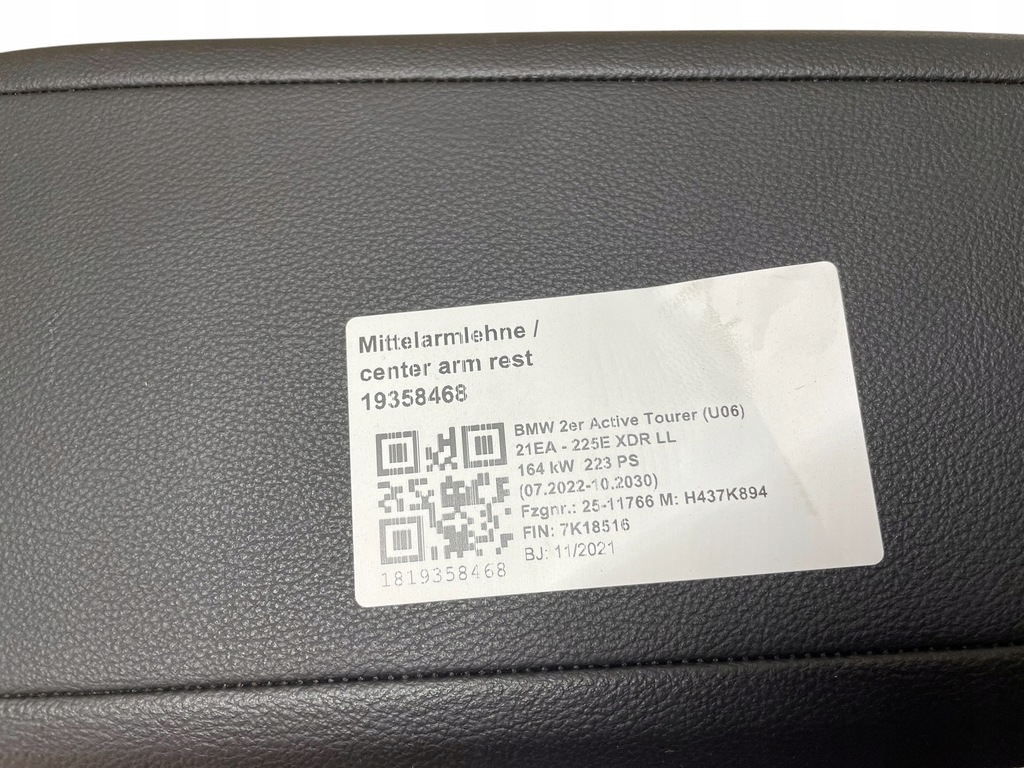 Mittelarmlehne /
center arm rest
19358468
BMW 2er Active Tourer (U06)
21EA - 225E XDR LL
164 kW 223 PS
(07.2022-10.2030)
Fzgnr.: 25-11766 M: H437K894
FIN: 7K18516
BJ: 11/2021
1819358468